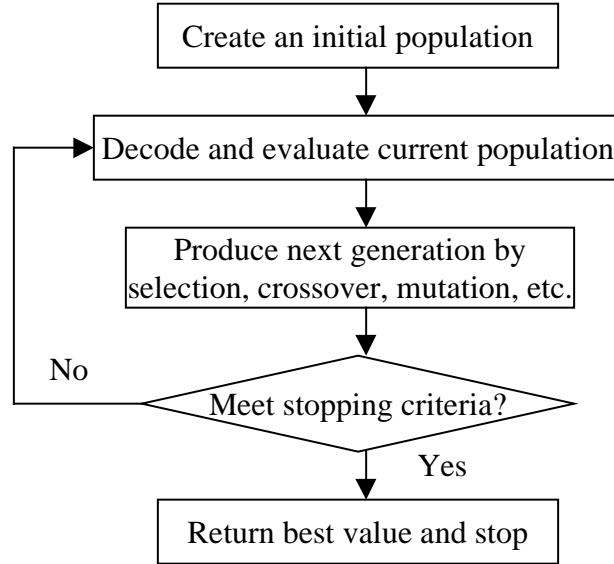 Create an initial population
Decode and evaluate current population
Produce next generation by
selection, crossover, mutation, etc.
No
Meet stopping criteria?
Yes
Return best value and stop